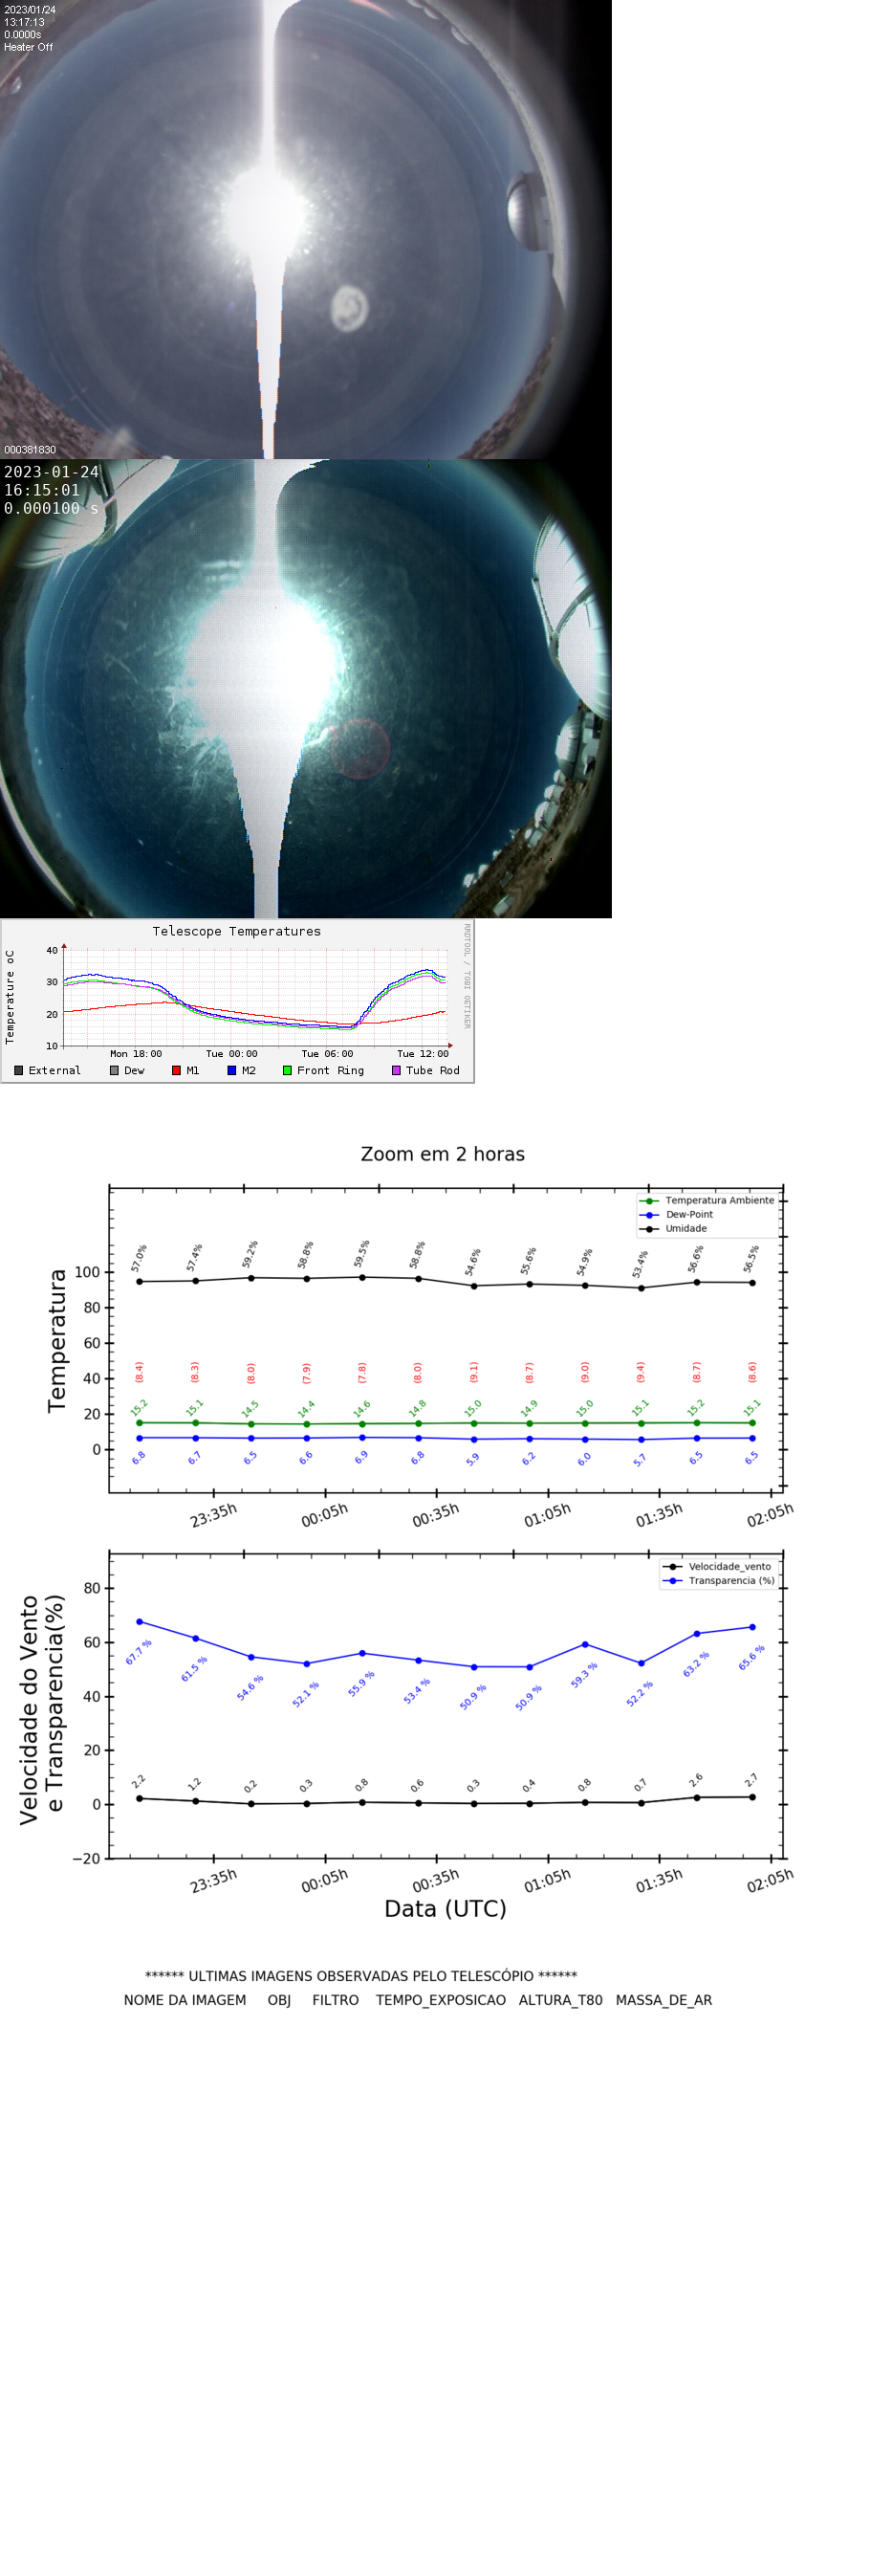 2023/01/24
13:17:13
0.0000s
Heater Off
000381830
2023-01-24
16:15:01
0.000100 s
Telescope Temperatures
RRDTOOL / TOBI OETIKER
Temperature oC
40
30
20
10
Mon 18:00 Tue 00:00 Tue 06:00 Tue 12:00
External Dew M1 M2 Front Ring Tube Rod
Zoom em 2 horas
Temperatura Ambiente
Dew-Point
Umidade
Temperatura
100
80
60
40
20
0
57.0% 57.4% 59.2% 58.8% 59.5% 58.8% 54.6% 55.6% 54.9% 53.4% 56.6% 56.5%
(8.4) (8.3) (8.0) (7.9) (7.8) (8.0) (9.1) (8.7) (9.0) (9.4) (8.7) (8.6)
15.2 15.1 14.5 14.4 14.6 14.8 15.0 14.9 15.0 15.1 15.2 15.1
6.8 6.7 6.5 6.6 6.9 6.8 5.9 6.2 6.0 5.7 6.5 6.5
23:35h 00:05h 00:35h 01:05h 01:35h 02:05h
Velocidade_vento
Transparencia (%)
Velocidade do Vento
e Transparencia(%)
80
60
40
20
0
−20
67.7 % 61.5 % 54.6 % 52.1 % 55.9 % 53.4 % 50.9 % 50.9 % 59.3 % 52.2 % 63.2 % 65.6 %
2.2 1.2 0.2 0.3 0.8 0.6 0.3 0.4 0.8 0.7 2.6 2.7
23:35h 00:05h 00:35h 01:05h 01:35h 02:05h
Data (UTC)
****** ULTIMAS IMAGENS OBSERVADAS PELO TELESCÓPIO ******
NOME DA IMAGEM OBJ FILTRO TEMPO_EXPOSICAO ALTURA_T80 MASSA_DE_AR